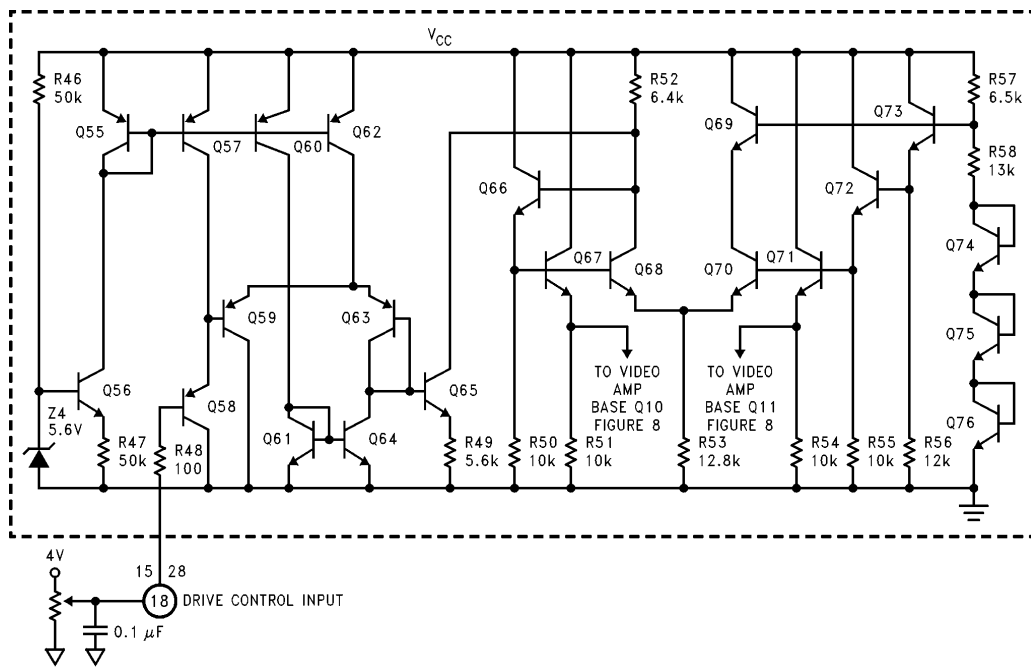 VCC
R46
50k
Q55
Q57
Q60
Q62
R52
6.4k
Q69
Q73
R57
6.5k
R58
13k
Q66
Q72
Q67
Q68
Q70
Q71
Q74
Q59
Q63
Q75
TO VIDEO
AMP
BASE Q10
FIGURE 8
TO VIDEO
AMP
BASE Q11
FIGURE 8
Q56
Z4
5.6V
Q58
Q65
Q61
Q64
Q76
R47
50k
R48
100
R49
5.6k
R50
10k
R51
10k
R53
12.8k
R54
10k
R55
10k
R56
12k
4V
15 28
18
DRIVE CONTROL INPUT
0.1 μF